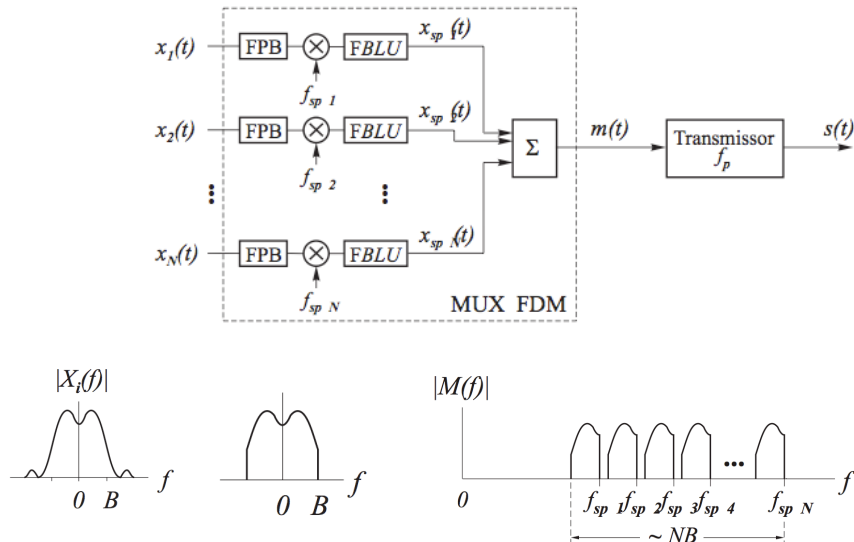 x1(t) FPB × FBLU xsp 1(t)
fsp 1
x2(t) FPB × FBLU xsp 2(t)
fsp 2
Σ m(t) Transmissor fp s(t)
xN(t) FPB × FBLU xsp N(t)
fsp N
MUX FDM
|Xi(f)|
0 B f
0 B f
|M(f)|
0 fsp 1 fsp 2 fsp 3 fsp 4 ... fsp N f
~ NB